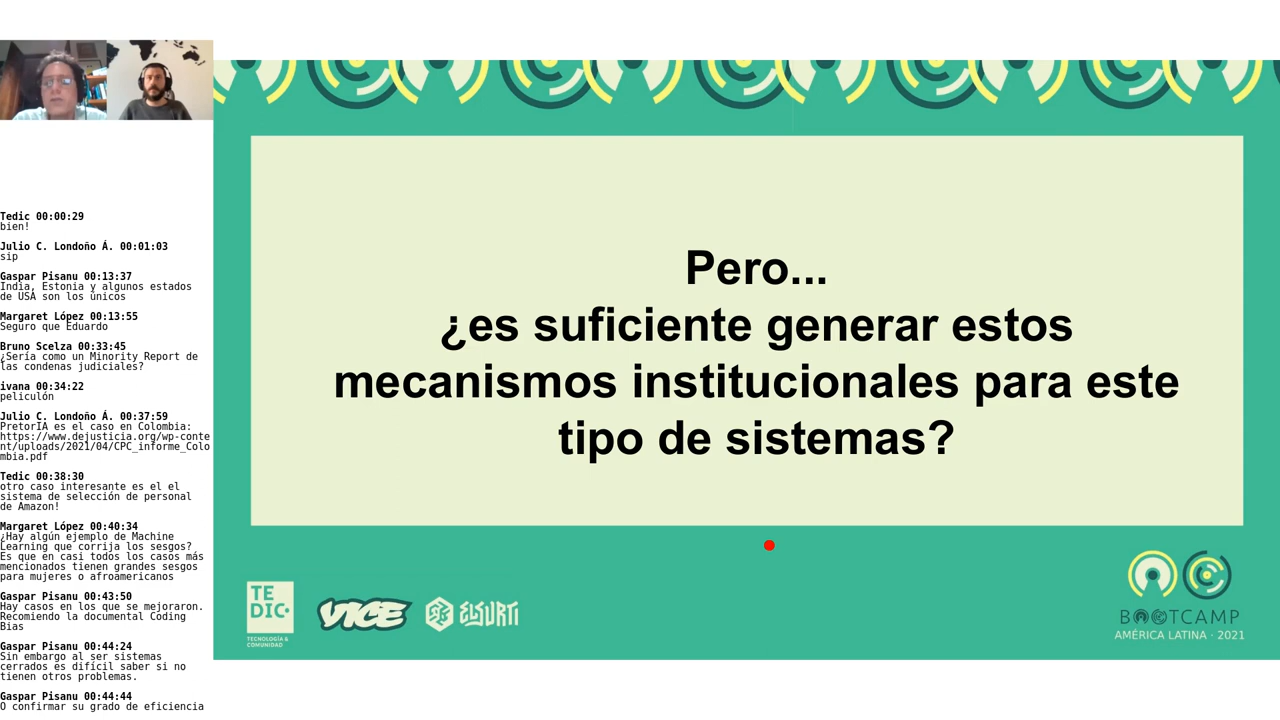 Tedic 00:00:29
bien!
Julio C. Londoño Á. 00:01:03
sip
Gaspar Pisanu 00:13:37
India, Estonia y algunos estados
de USA son los únicos
Margaret López 00:13:55
Seguro que Eduardo
Bruno Scelza 00:33:45
¿Sería como un Minority Report de
las condenas judiciales?
ivana 00:34:22
peliculón
Julio C. Londoño Á. 00:37:59
PretorIA es el caso en Colombia:
https://www.dejusticia.org/wp-conte
nt/uploads/2021/04/CPC_informe_Colo
mbia.pdf
Tedic 00:38:30
otro caso interesante es el el
sistema de selección de personal
de Amazon!
Margaret López 00:40:34
¿Hay algún ejemplo de Machine
Learning que corrija los sesgos?
Es que en casi todos los casos más
mencionados tienen grandes sesgos
para mujeres o afroamericanos
Gaspar Pisanu 00:43:50
Hay casos en los que se mejoraron.
Recomiendo la documental Coding
Bias
Gaspar Pisanu 00:44:24
Sin embargo al ser sistemas
cerrados es difícil saber si no
tienen otros problemas.
Gaspar Pisanu 00:44:44
O confirmar su grado de eficiencia
Pero...
¿es suficiente generar estos
mecanismos institucionales para este
tipo de sistemas?
TE
DIC
TECNOLOGÍA &
COMUNIDAD
VICE
ELSURTI
BOOTCAMP
AMÉRICA LATINA · 2021